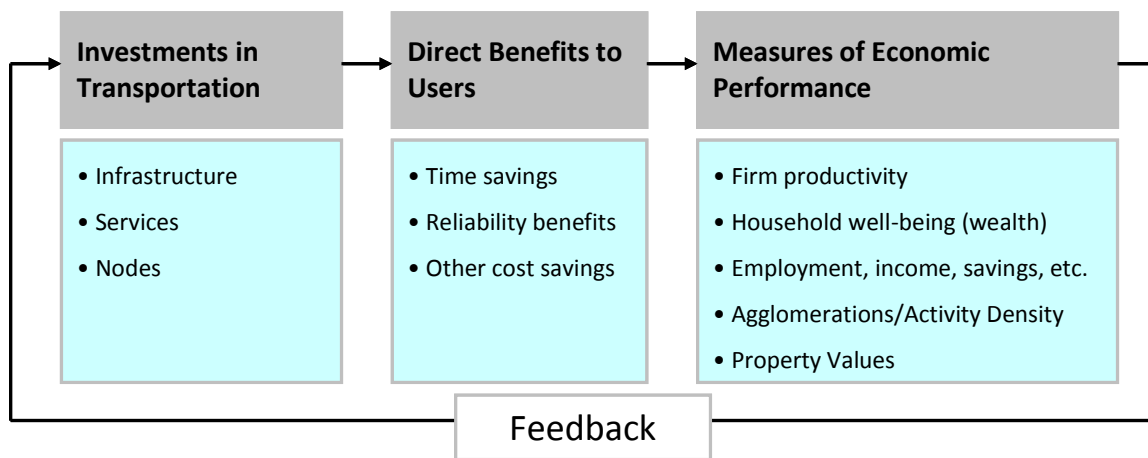 Investments in
Transportation
Direct Benefits to
Users
Measures of Economic
Performance
• Infrastructure
• Services
• Nodes
• Time savings
• Reliability benefits
• Other cost savings
• Firm productivity
• Household well-being (wealth)
• Employment, income, savings, etc.
• Agglomerations/Activity Density
• Property Values
Feedback